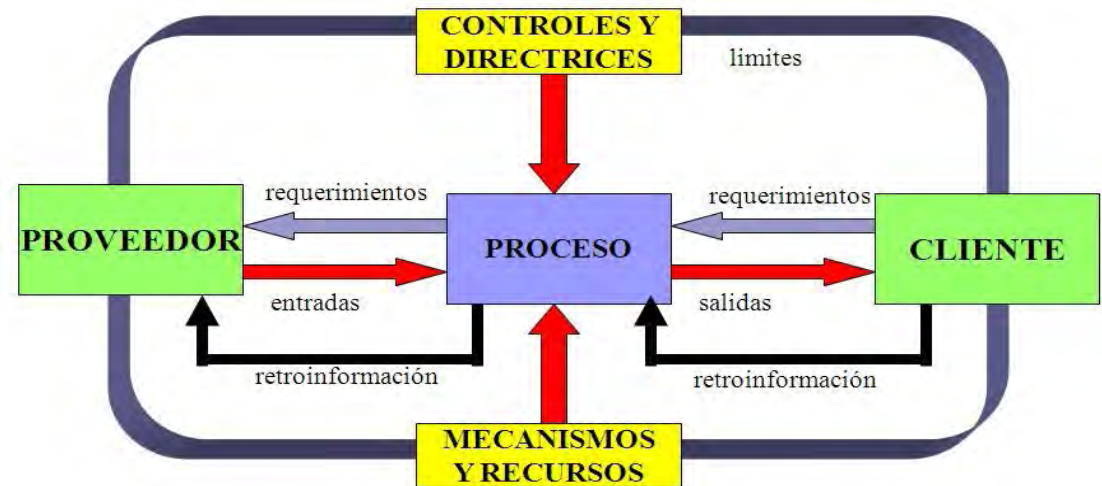 CONTROLES Y
DIRECTRICES
limites
requerimientos
requerimientos
PROVEEDOR
PROCESO
CLIENTE
entradas
salidas
retroinformación
retroinformación
MECANISMOS
Y RECURSOS